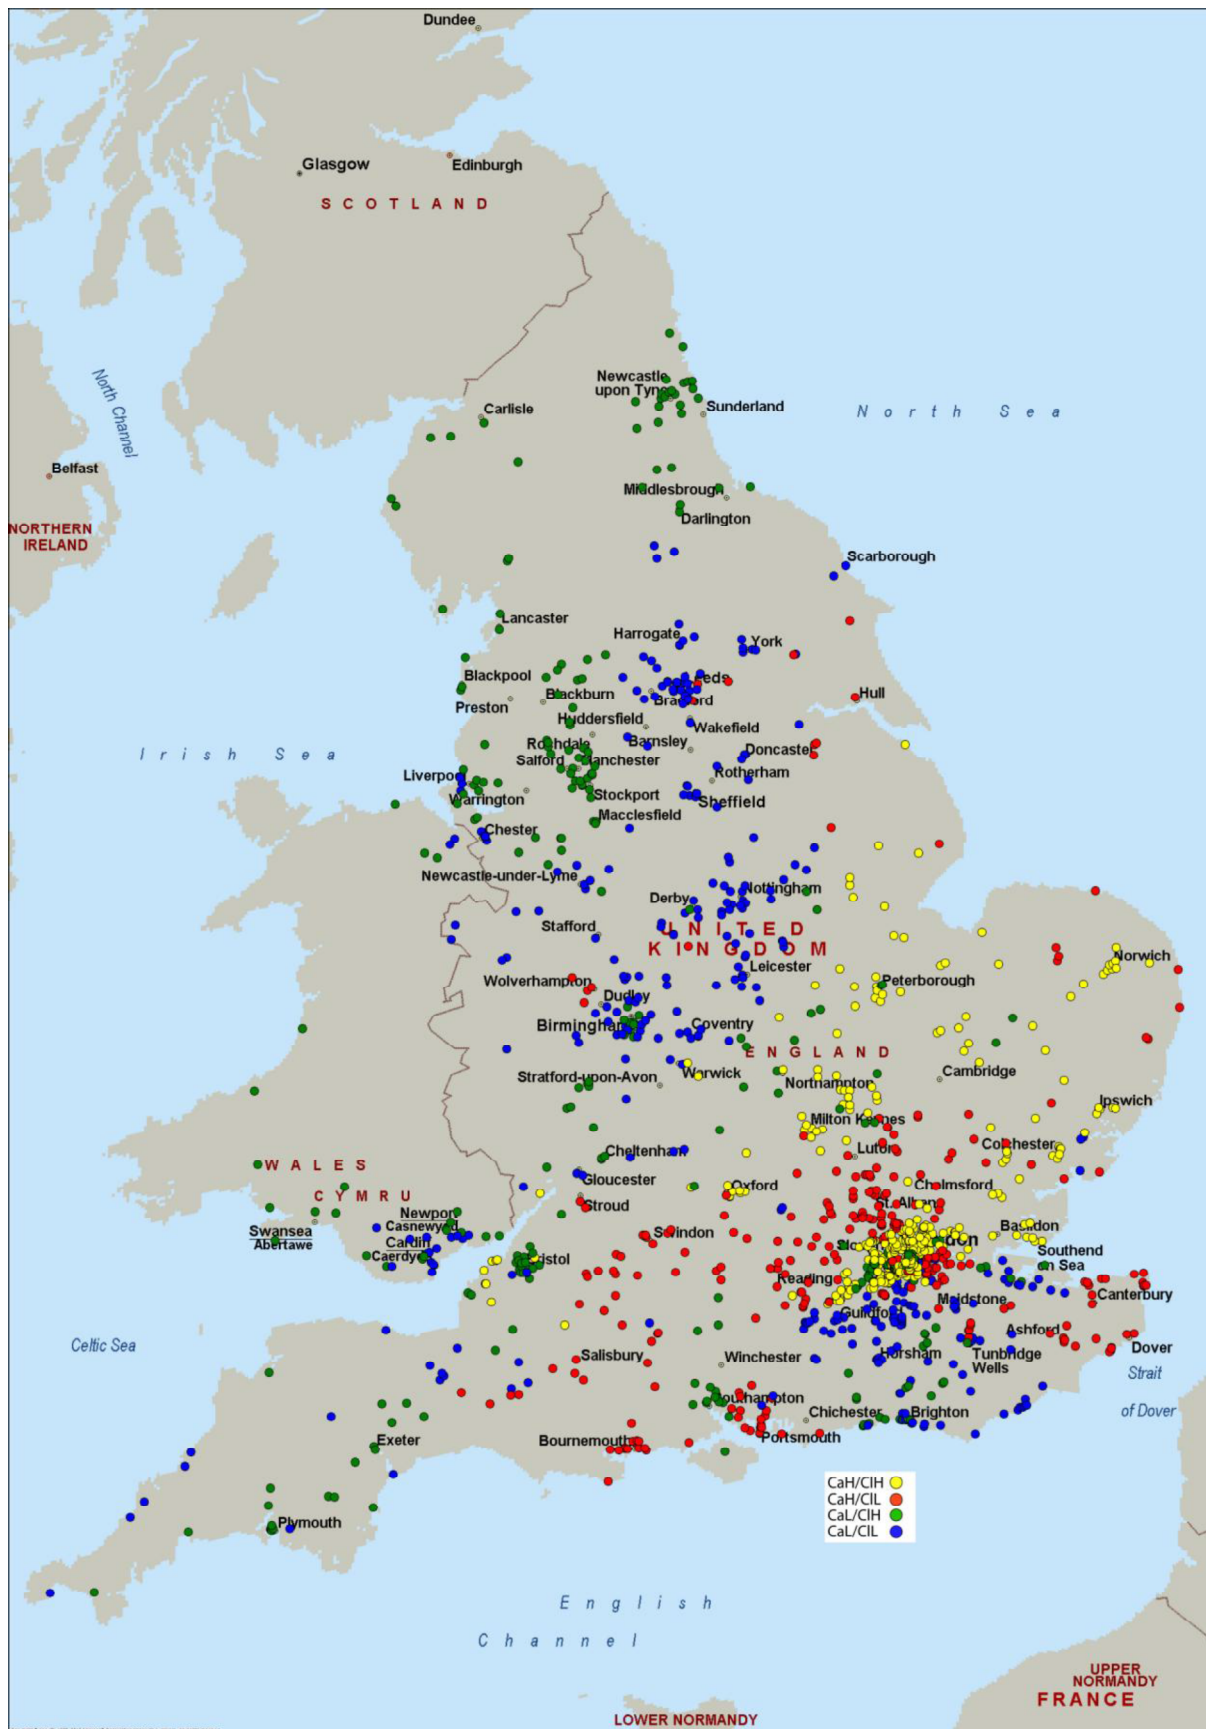 Dundee
Glasgow
Edinburgh
SCOTLAND
North Channel
Newcastle
upon Tyne
Sunderland
North Sea
Carlisle
Belfast
Middlesbrough
Darlington
NORTHERN
IRELAND
Scarborough
Lancaster
Harrogate
York
Blackpool
Leeds
Blackburn
Bradford
Preston
Hull
Huddersfield
Wakefield
Irish Sea
Rochdale
Barnsley
Doncaster
Salford
Manchester
Liverpool
Rotherham
Warrington
Stockport
Sheffield
Macclesfield
Chester
Newcastle-under-Lyme
Nottingham
Derby
Stafford
UNITED
KINGDOM
Norwich
Leicester
Wolverhampton
Peterborough
Dudley
Birmingham
Coventry
ENGLAND
Stratford-upon-Avon
Warwick
Northampton
Cambridge
Ipswich
Milton Keynes
Colchester
Luton
Cheltenham
WALES
CYMRU
Gloucester
Oxford
Chelmsford
Stroud
St. Albans
Newport
Casnewydd
Swansea
Abertawe
Cardiff
Caerdydd
Swindon
Basildon
Southend
on Sea
London
Bristol
Reading
Maidstone
Canterbury
Guildford
Ashford
Dover
Celtic Sea
Salisbury
Winchester
Horsham
Tunbridge
Wells
Strait
of Dover
Southampton
Chichester
Brighton
Exeter
Bournemouth
Portsmouth
CaH/ClH
CaH/ClL
CaL/ClH
CaL/ClL
Plymouth
English
Channel
UPPER
NORMANDY
FRANCE
LOWER NORMANDY